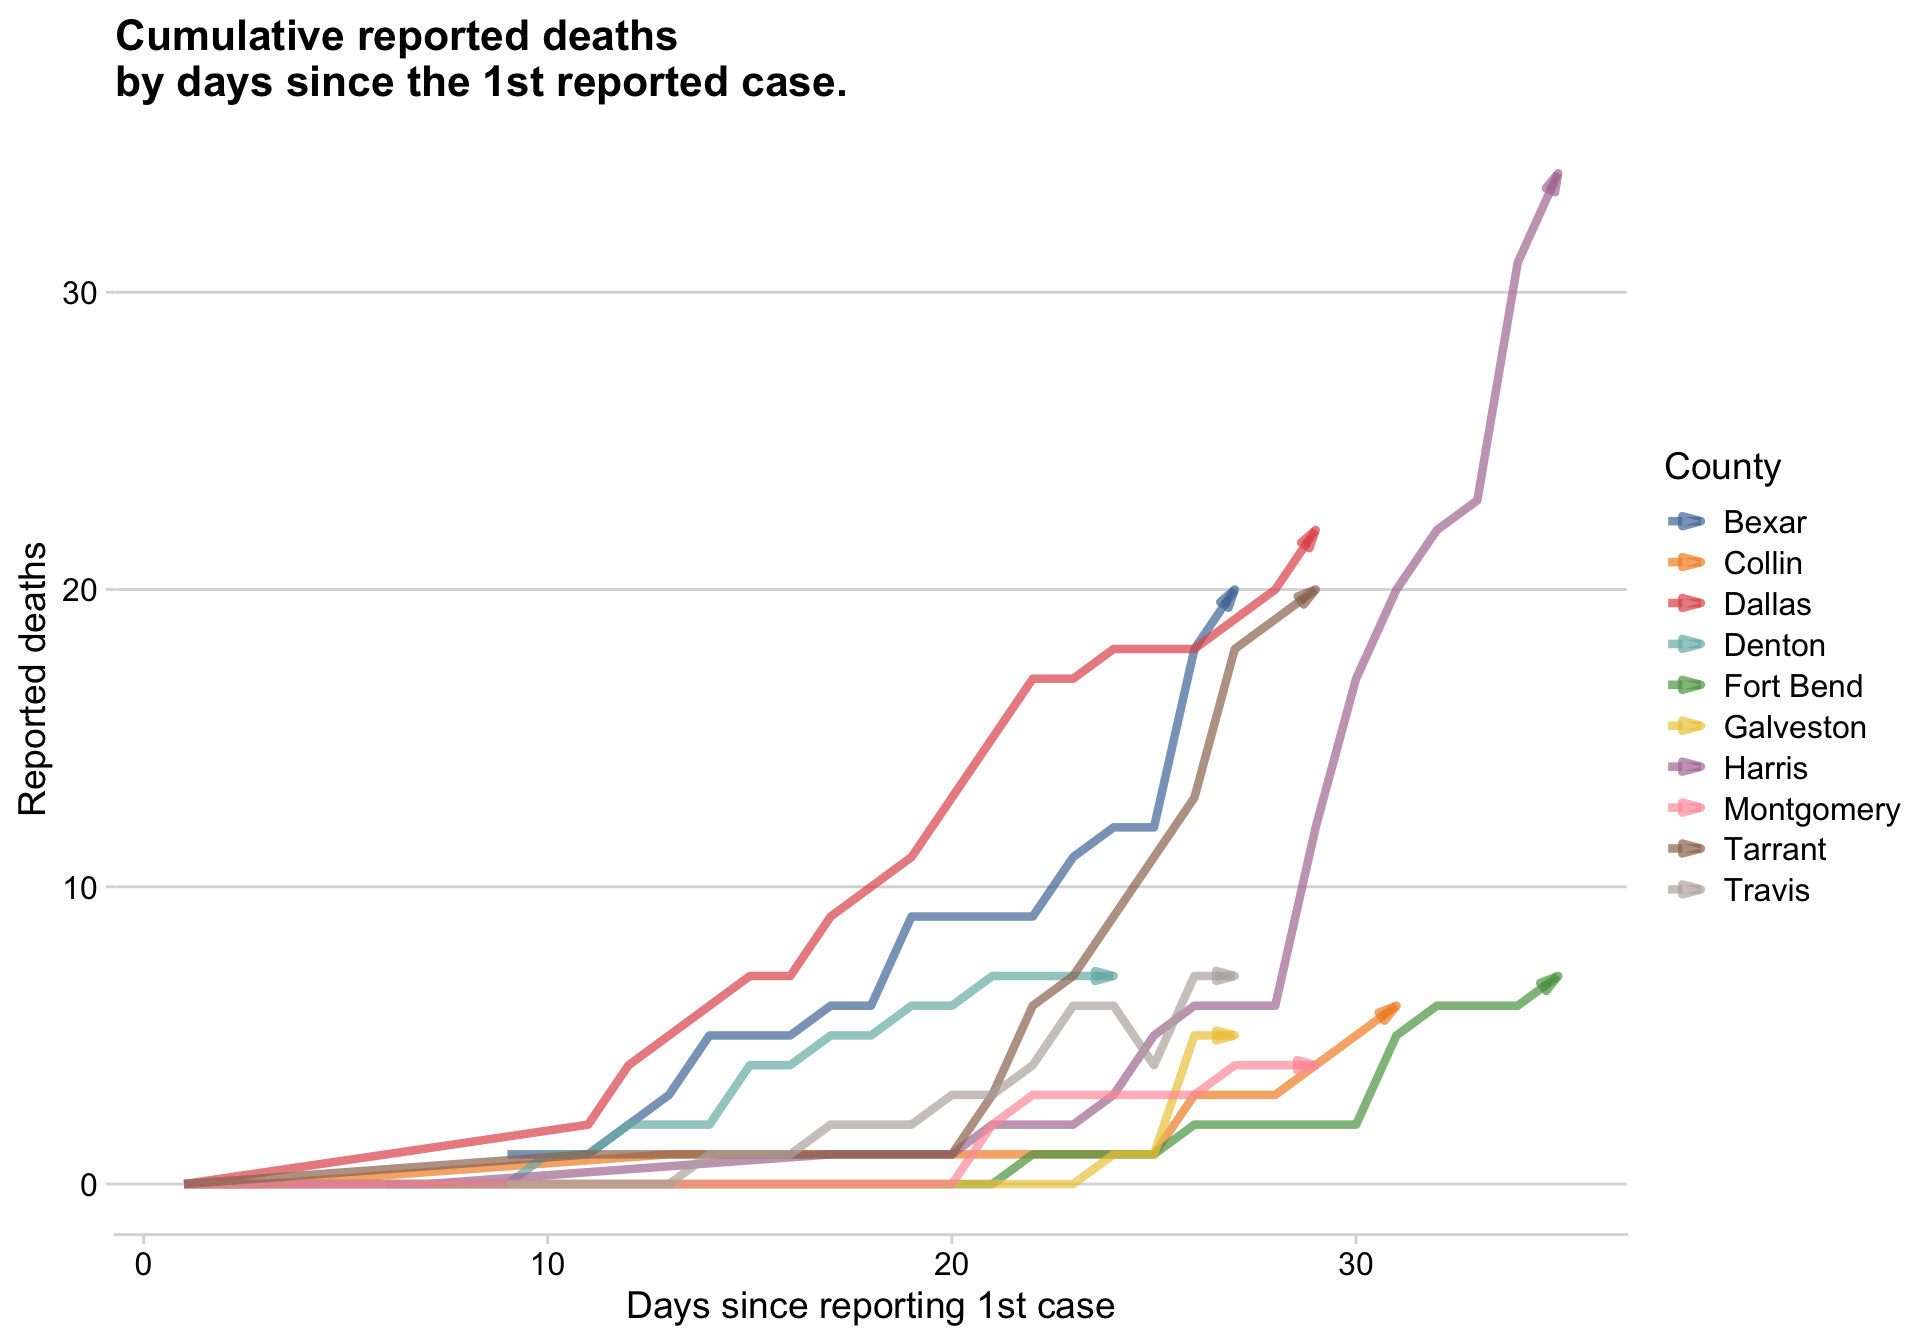 Cumulative reported deaths
by days since the 1st reported case.
30
20
10
0
Reported deaths
0 10 20 30
Days since reporting 1st case
County
Bexar
Collin
Dallas
Denton
Fort Bend
Galveston
Harris
Montgomery
Tarrant
Travis